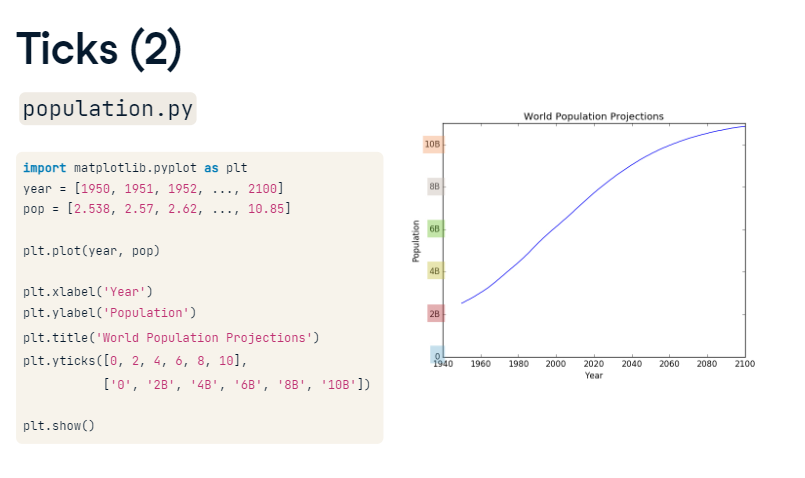 Ticks (2)
population.py
import matplotlib.pyplot as plt
year = [1950, 1951, 1952, ..., 2100]
pop = [2.538, 2.57, 2.62, ..., 10.85]
plt.plot(year, pop)
plt.xlabel('Year')
plt.ylabel('Population')
plt.title('World Population Projections')
plt.yticks([0, 2, 4, 6, 8, 10],
['0', '2B', '4B', '6B', '8B', '10B'])
plt.show()
World Population Projections
Population
10B
8B
6B
4B
2B
0
1940 1960 1980 2000 2020 2040 2060 2080 2100
Year